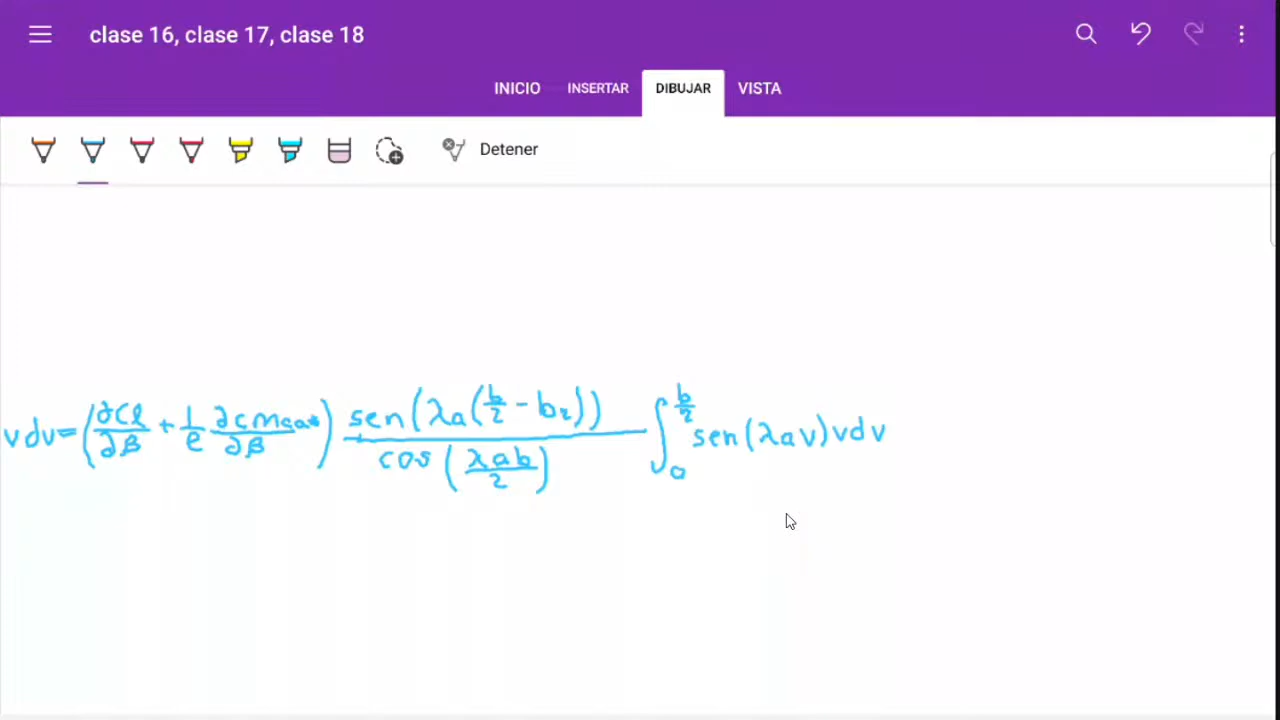 clase 16, clase 17, clase 18
INICIO INSERTAR DIBUJAR VISTA
Detener
vdv=(∂Cl/∂β + 1/e ∂cmca*/∂β) sen(λa(b/2 - b2))/cos(λab/2) ∫_0^{b/2} sen(λav)vdv